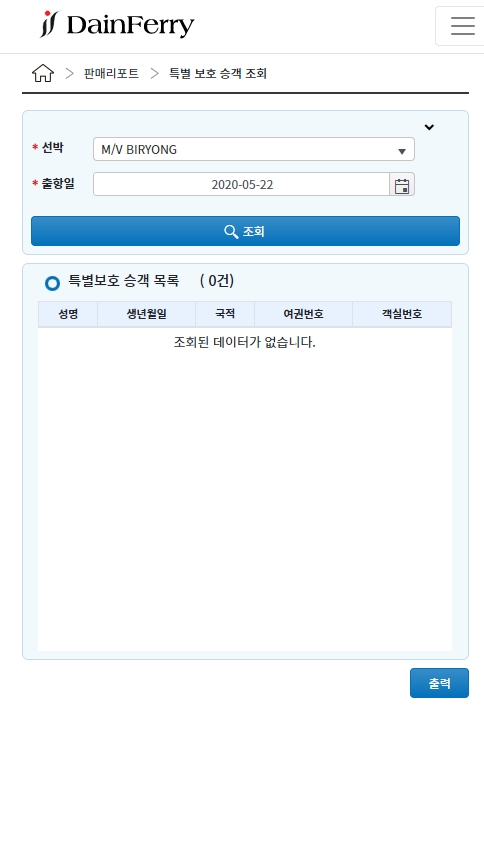 DainFerry
판매리포트 > 특별 보호 승객 조회
* 선박 M/V BIRYONG
* 출항일 2020-05-22
조회
특별보호 승객 목록 ( 0건)
성명 생년월일 국적 여권번호 객실번호
조회된 데이터가 없습니다.
출력